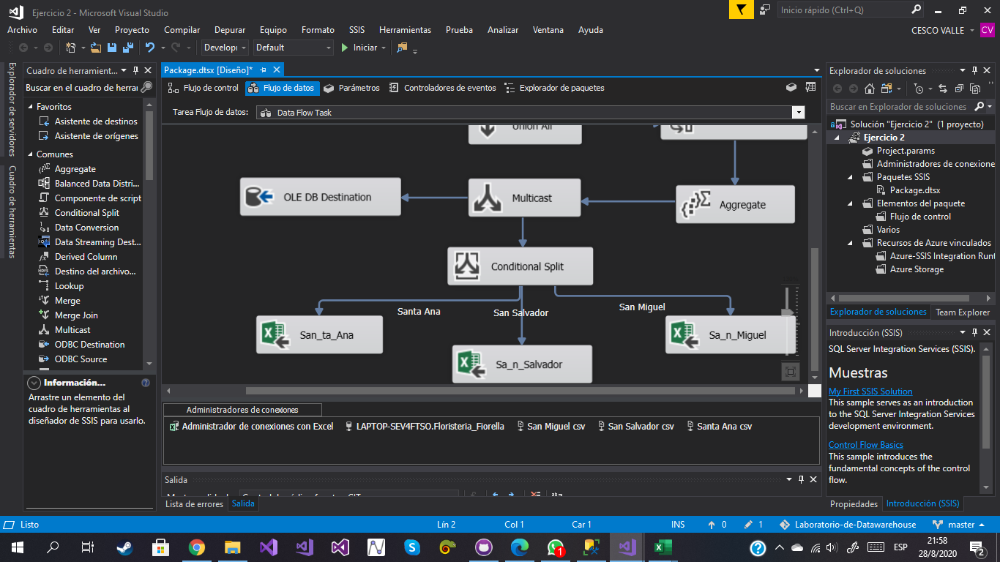 Ejercicio 2 - Microsoft Visual Studio
Inicio rápido (Ctrl+Q)
Archivo Editar Ver Proyecto Compilar Depurar Equipo Formato SSIS Herramientas Prueba Analizar Ventana Ayuda
CESCO VALLE CV
Developı Default Iniciar
Explorador de servidores
Cuadro de herramientas
Cuadro de herramient...
Buscar en el cuadro de herrai
Favoritos
Asistente de destinos
Asistente de orígenes
Comunes
Aggregate
Balanced Data Distri...
Componente de script
Conditional Split
Data Conversion
Data Streaming Dest...
Derived Column
Destino del archivo...
Lookup
Merge
Merge Join
Multicast
ODBC Destination
ODBC Source
Información...
Arrastre un elemento del
cuadro de herramientas al
diseñador de SSIS para usarlo.
Package.dtsx [Diseño]*
Flujo de control Flujo de datos Parámetros Controladores de eventos Explorador de paquetes
Tarea Flujo de datos: Data Flow Task
Union All
OLE DB Destination
Multicast
Aggregate
Conditional Split
Santa Ana
San Salvador
San Miguel
San_ta_Ana
Sa_n_Salvador
Sa_n_Miguel
Administradores de conexiones
Administrador de conexiones con Excel LAPTOP-SEV4FTSO.Floristeria_Fiorella San Miguel csv San Salvador csv Santa Ana csv
Salida
Lista de errores Salida
Explorador de soluciones
Buscar en Explorador de soluciones
Solución "Ejercicio 2" (1 proyecto)
Ejercicio 2
Project.params
Administradores de conexione
Paquetes SSIS
Package.dtsx
Elementos del paquete
Flujo de control
Varios
Recursos de Azure vinculados
Azure-SSIS Integration Runt
Azure Storage
Explorador de soluciones Team Explorer
Introducción (SSIS)
SQL Server Integration Services (SSIS).
Muestras
My First SSIS Solution
This sample serves as an introduction
to the SQL Server Integration Services
development environment.
Control Flow Basics
This sample introduces the
fundamental concepts of the control
flow.
Propiedades Introducción (SSIS)
Listo Lín 2 Col 1 Car 1 INS 0 1 Laboratorio-de-Datawarehouse master
ESP
21:58
28/8/2020
2
1